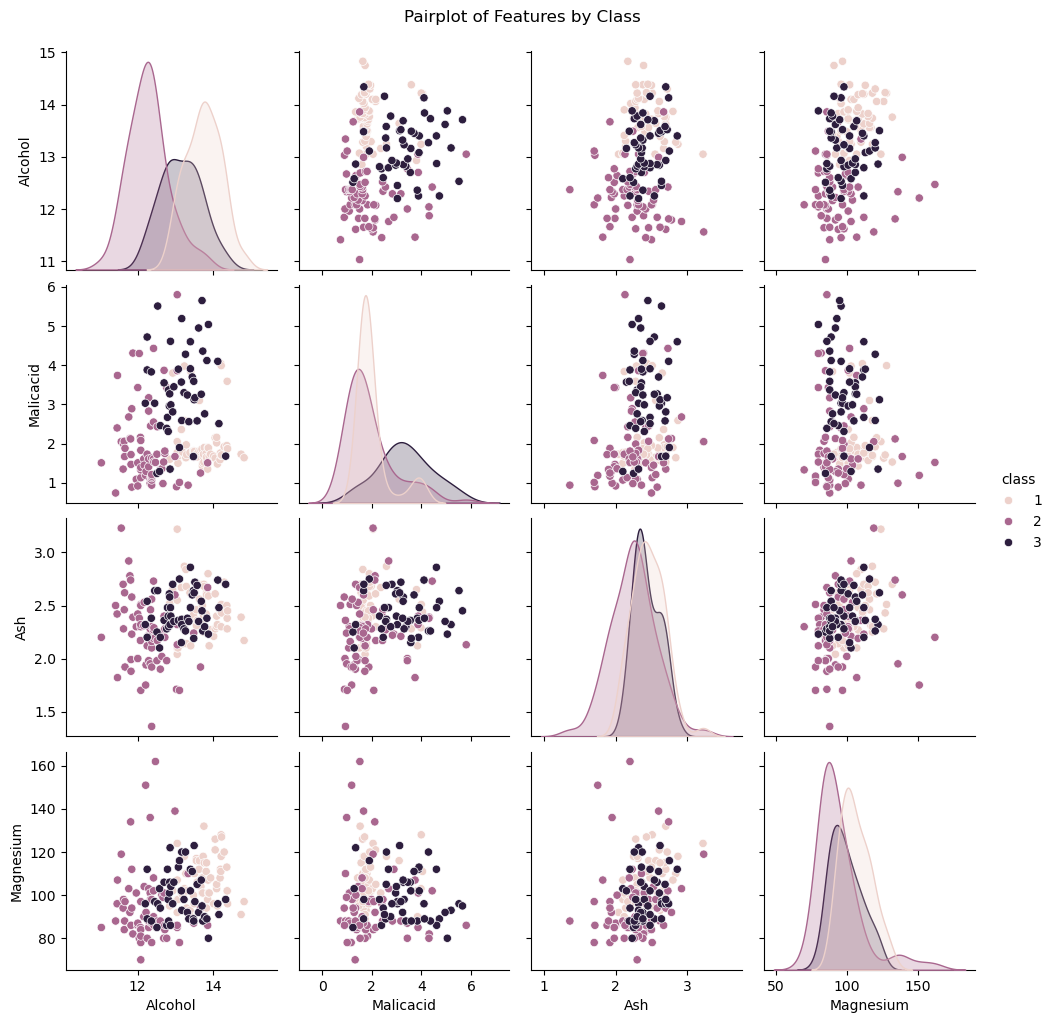 Pairplot of Features by Class
15
14
13
12
11
Alcohol
6
5
4
3
2
1
Malicacid
class
1
2
3
3.0
2.5
2.0
1.5
Ash
160
140
120
100
80
Magnesium
12 14
0 2 4 6
1 2 3
50 100 150
Alcohol Malicacid Ash Magnesium